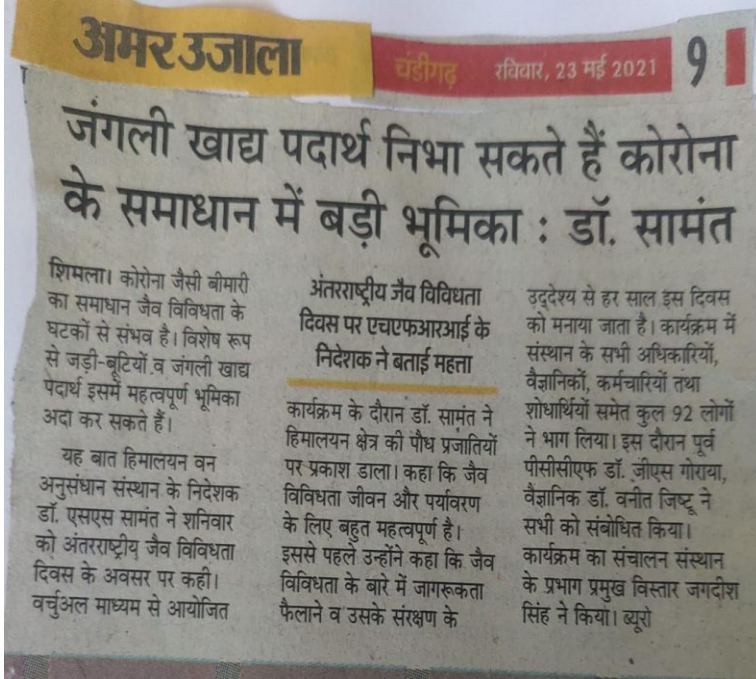 अमर उजाला
चंडीगढ़
रविवार, 23 मई 2021
9
जंगली खाद्य पदार्थ निभा सकते हैं कोरोना
के समाधान में बड़ी भूमिका : डॉ. सामंत
शिमला। कोरोना जैसी बीमारी
का समाधान जैव विविधता के
घटकों से संभव है। विशेष रूप
से जड़ी-बूटियों व जंगली खाद्य
पदार्थ इसमें महत्वपूर्ण भूमिका
अदा कर सकते हैं।
यह बात हिमालयन वन
अनुसंधान संस्थान के निदेशक
डॉ. एसएस सामंत ने शनिवार
को अंतरराष्ट्रीय जैव विविधता
दिवस के अवसर पर कही।
वर्चुअल माध्यम से आयोजित
अंतरराष्ट्रीय जैव विविधता
दिवस पर एचएफआरआई के
निदेशक ने बताई महत्ता
कार्यक्रम के दौरान डॉ. सामंत ने
हिमालयन क्षेत्र की पौध प्रजातियों
पर प्रकाश डाला। कहा कि जैव
विविधता जीवन और पर्यावरण
के लिए बहुत महत्वपूर्ण है।
इससे पहले उन्होंने कहा कि जैव
विविधता के बारे में जागरूकता
फैलाने व उसके संरक्षण के
उद्देश्य से हर साल इस दिवस
को मनाया जाता है। कार्यक्रम में
संस्थान के सभी अधिकारियों,
वैज्ञानिकों, कर्मचारियों तथा
शोधार्थियों समेत कुल 92 लोगों
ने भाग लिया। इस दौरान पूर्व
पीसीसीएफ डॉ. जीएस गोराया,
वैज्ञानिक डॉ. वनीत जिष्टू ने
सभी को संबोधित किया।
कार्यक्रम का संचालन संस्थान
के प्रभाग प्रमुख विस्तार जगदीश
सिंह ने किया। ब्यूरो